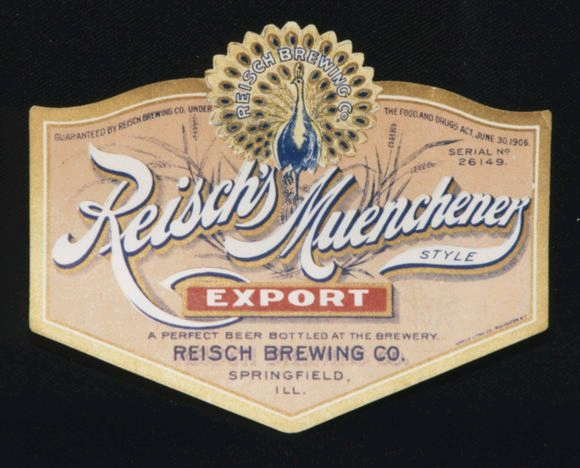 REISCH BREWING CO
GUARANTEED BY REISCH BREWING CO. UNDER THE FOOD AND DRUGS ACT, JUNE 30, 1906.
SERIAL NO 26149.
Reisch's Muenchener
STYLE
EXPORT
A PERFECT BEER BOTTLED AT THE BREWERY.
REISCH BREWING CO.
SPRINGFIELD,
ILL.